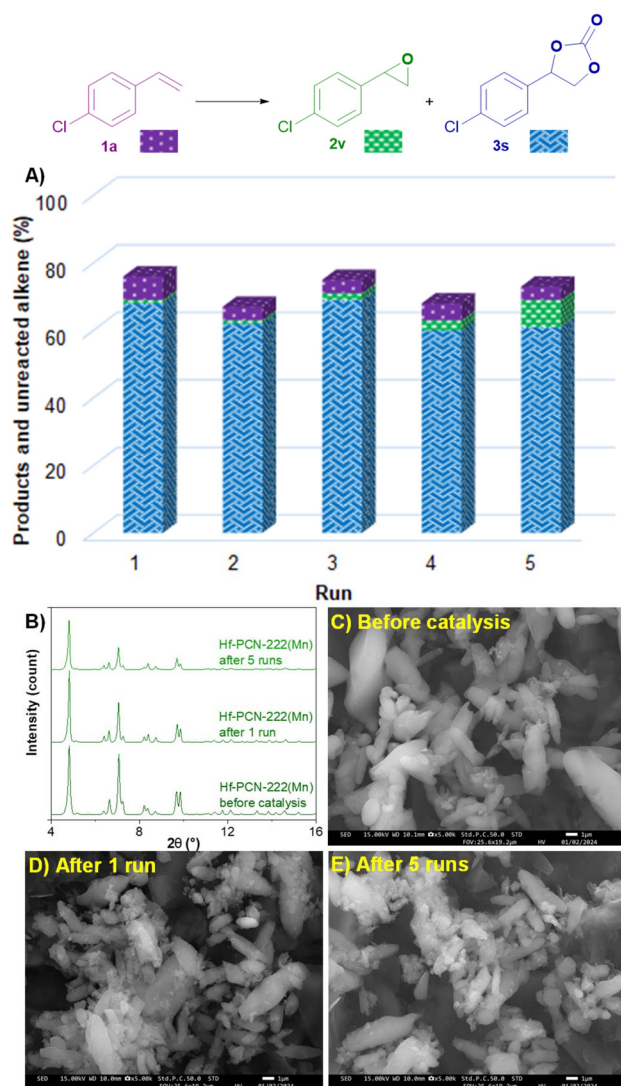 O
O
O
O
+
Cl
Cl
Cl
1a
2v
3s
A)
Products and unreacted alkene (%)
100
80
60
40
20
0
1 2 3 4 5
Run
B)
Intensity (count)
Hf-PCN-222(Mn)
after 5 runs
Hf-PCN-222(Mn)
after 1 run
Hf-PCN-222(Mn)
before catalysis
4 8 12 16
2θ (°)
C) Before catalysis
SED 15.00kV WD 10.1mm x5.00k Std.P.C.50.0 STD 1μm
FOV:25.6x19.2μm HV 01/02/2024
D) After 1 run
SED 15.00kV WD 10.0mm x5.00k Std.P.C.50.0 STD 1μm
E) After 5 runs
SED 15.00kV WD 10.0mm x5.00k Std.P.C.50.0 STD 1μm